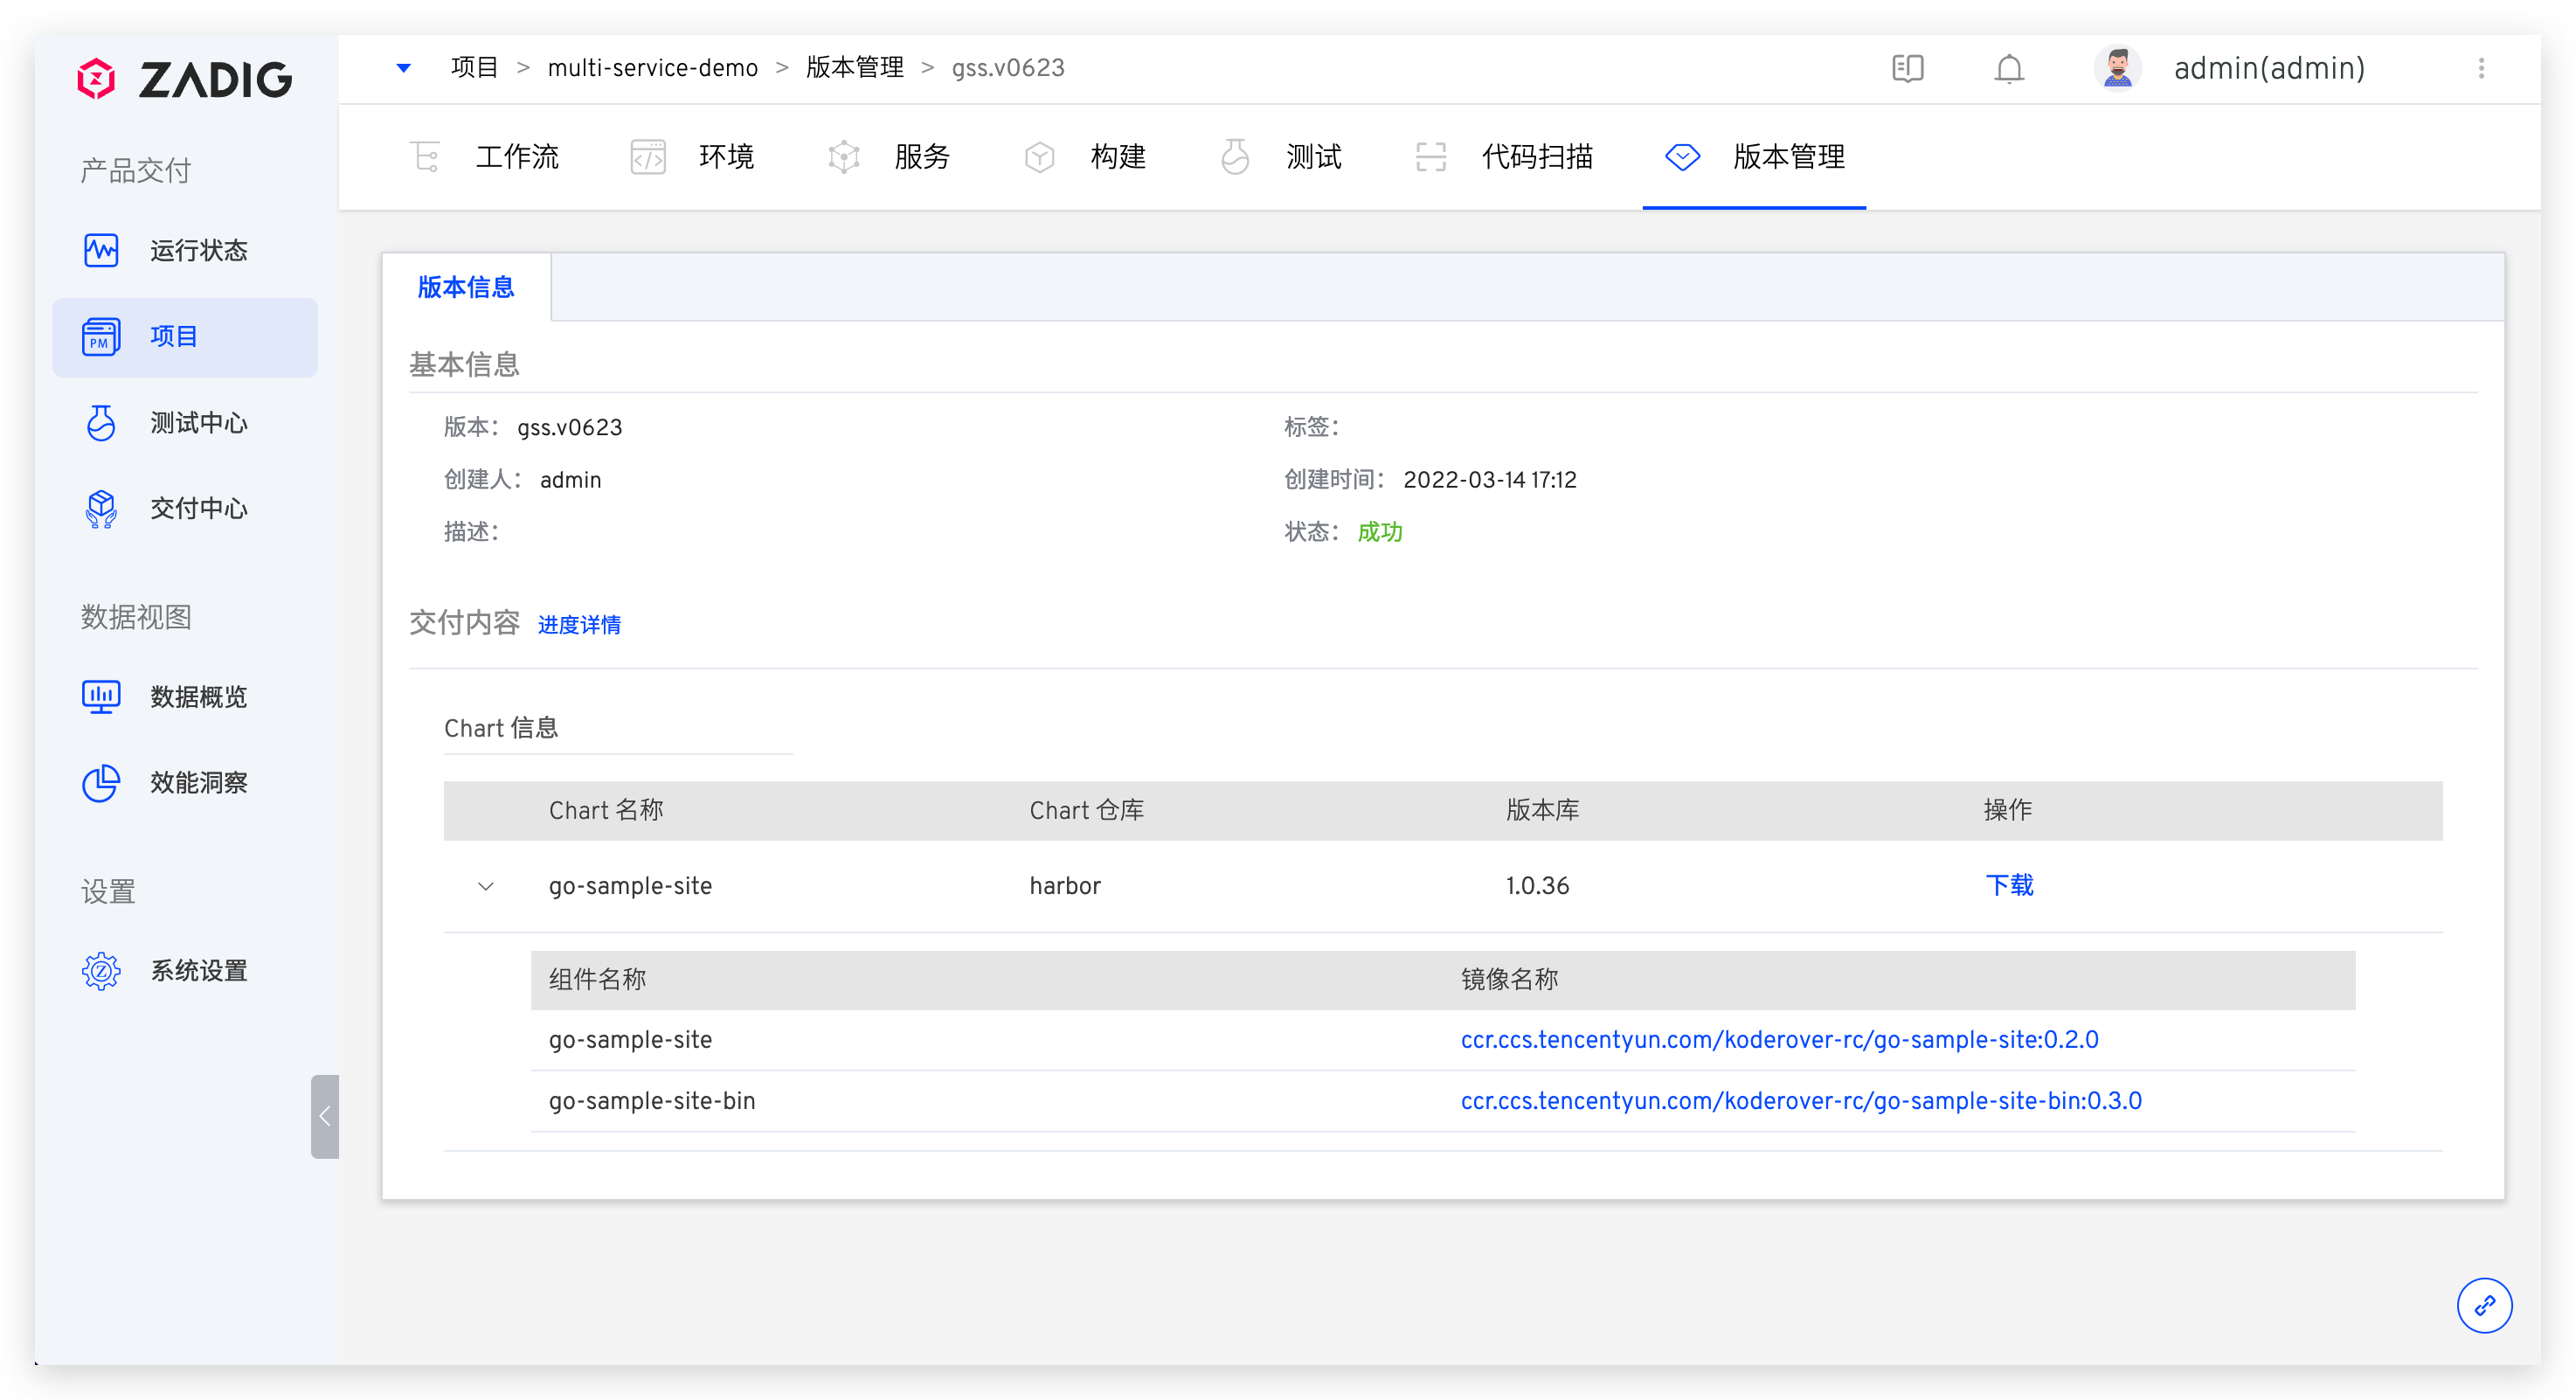 ZADIG
项目 > multi-service-demo > 版本管理 > gss.v0623
admin(admin)
工作流 环境 服务 构建 测试 代码扫描 版本管理
产品交付
运行状态
PM 项目
测试中心
交付中心
数据视图
数据概览
效能洞察
设置
系统设置
版本信息
基本信息
版本: gss.v0623 标签:
创建人: admin 创建时间: 2022-03-14 17:12
描述: 状态: 成功
交付内容 进度详情
Chart 信息
Chart 名称 Chart 仓库 版本库 操作
go-sample-site harbor 1.0.36 下载
组件名称 镜像名称
go-sample-site ccr.ccs.tencentyun.com/koderover-rc/go-sample-site:0.2.0
go-sample-site-bin ccr.ccs.tencentyun.com/koderover-rc/go-sample-site-bin:0.3.0